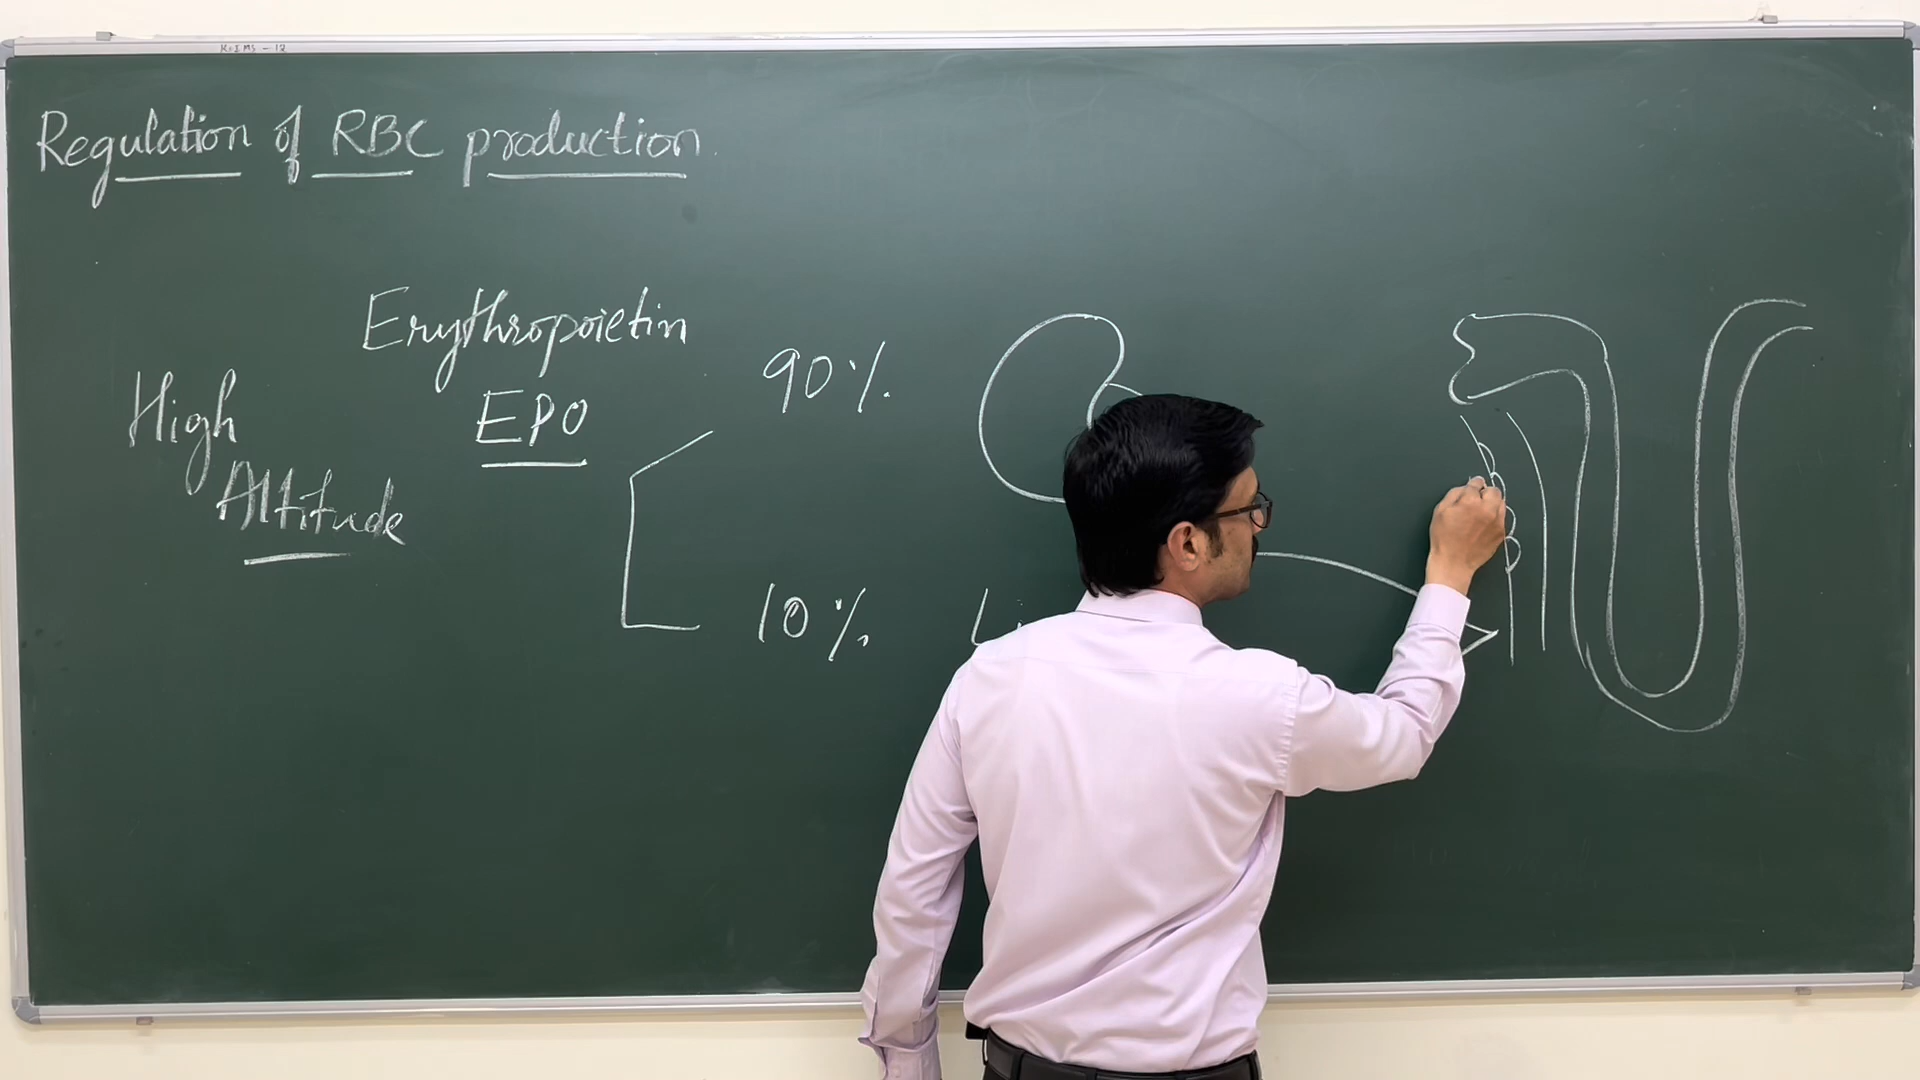 Regulation of RBC production
Erythropoietin
EPO
High
Altitude
90%
10%